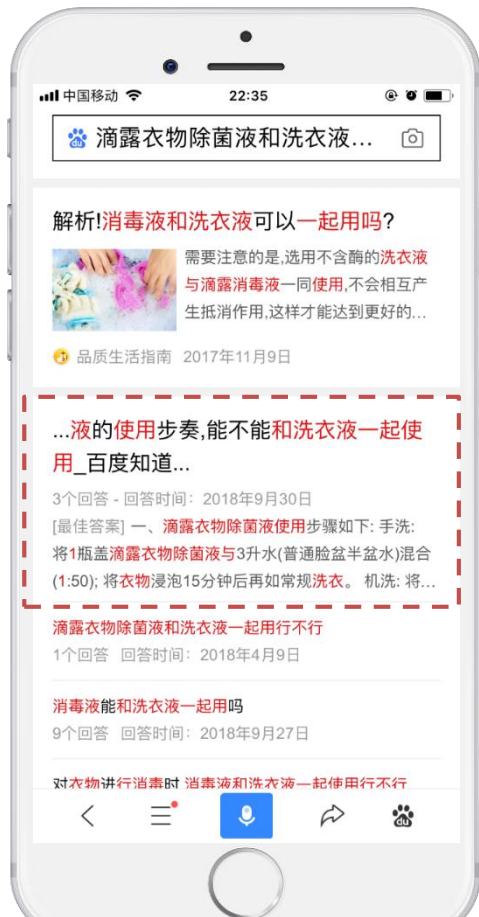 中国移动
22:35
滴露衣物除菌液和洗衣液...
解析!消毒液和洗衣液可以一起用吗?
需要注意的是,选用不含酶的洗衣液
与滴露消毒液一同使用,不会相互产
生抵消作用,这样才能达到更好的...
品质生活指南 2017年11月9日
...液的使用步奏,能不能和洗衣液一起使
用_百度知道...
3个回答 - 回答时间: 2018年9月30日
[最佳答案] 一、滴露衣物除菌液使用步骤如下: 手洗:
将1瓶盖滴露衣物除菌液与3升水(普通脸盆半盆水)混合
(1:50); 将衣物浸泡15分钟后再如常规洗衣。 机洗: 将...
滴露衣物除菌液和洗衣液一起用行不行
1个回答 回答时间: 2018年4月9日
消毒液能和洗衣液一起用吗
9个回答 回答时间: 2018年9月27日
对衣物进行消毒时 消毒液和洗衣液一起使用行不行
du